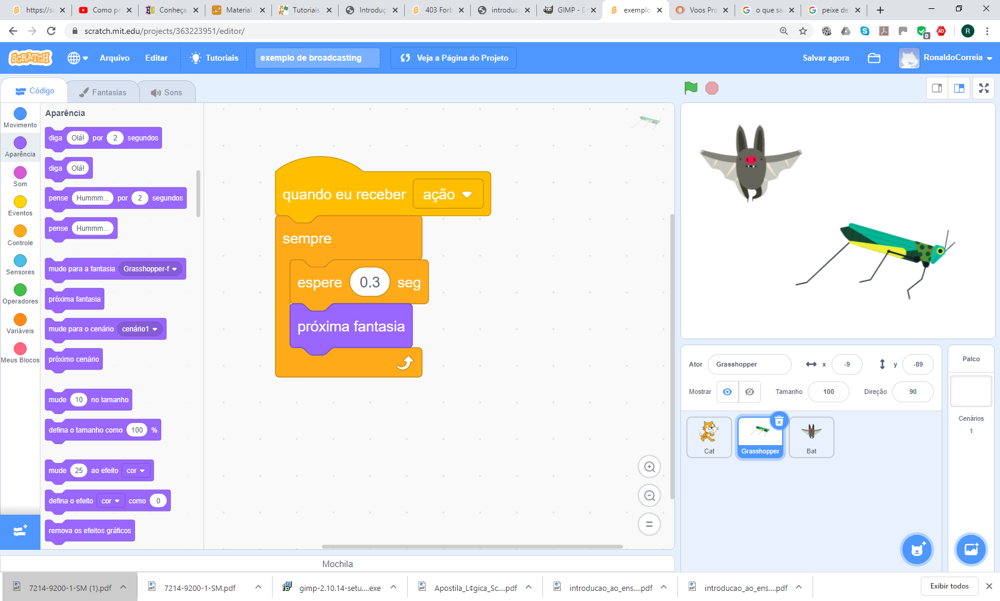 https://sc
Como pr
Conheça
Material
Tutoriais
Introduç
403 Forb
introduca
GIMP - D
exemplo
Voos Pro
o que sa
peixe de
scratch.mit.edu/projects/363223951/editor/
SCRATCH
Arquivo
Editar
Tutoriais
exemplo de broadcasting
Veja a Página do Projeto
Salvar agora
RonaldoCorreia
Código
Fantasias
Sons
Movimento
Aparência
Som
Eventos
Controle
Sensores
Operadores
Variáveis
Meus Blocos
Aparência
diga Olá! por 2 segundos
diga Olá!
pense Hummm... por 2 segundos
pense Hummm...
mude para a fantasia Grasshopper-f
próxima fantasia
mude para o cenário cenário1
próximo cenário
mude 10 no tamanho
defina o tamanho como 100 %
mude 25 ao efeito cor
defina o efeito cor como 0
remova os efeitos gráficos
quando eu receber ação
sempre
espere 0.3 seg
próxima fantasia
Ator Grasshopper x -9 y -89
Mostrar Tamanho 100 Direção 90
Cat
Grasshopper
Bat
Palco
Cenários
1
Mochila
7214-9200-1-SM (1).pdf
7214-9200-1-SM.pdf
gimp-2.10.14-setu....exe
Apostila_L¢gica_Sc....pdf
introducao_ao_ens....pdf
introducao_ao_ens....pdf
Exibir todos